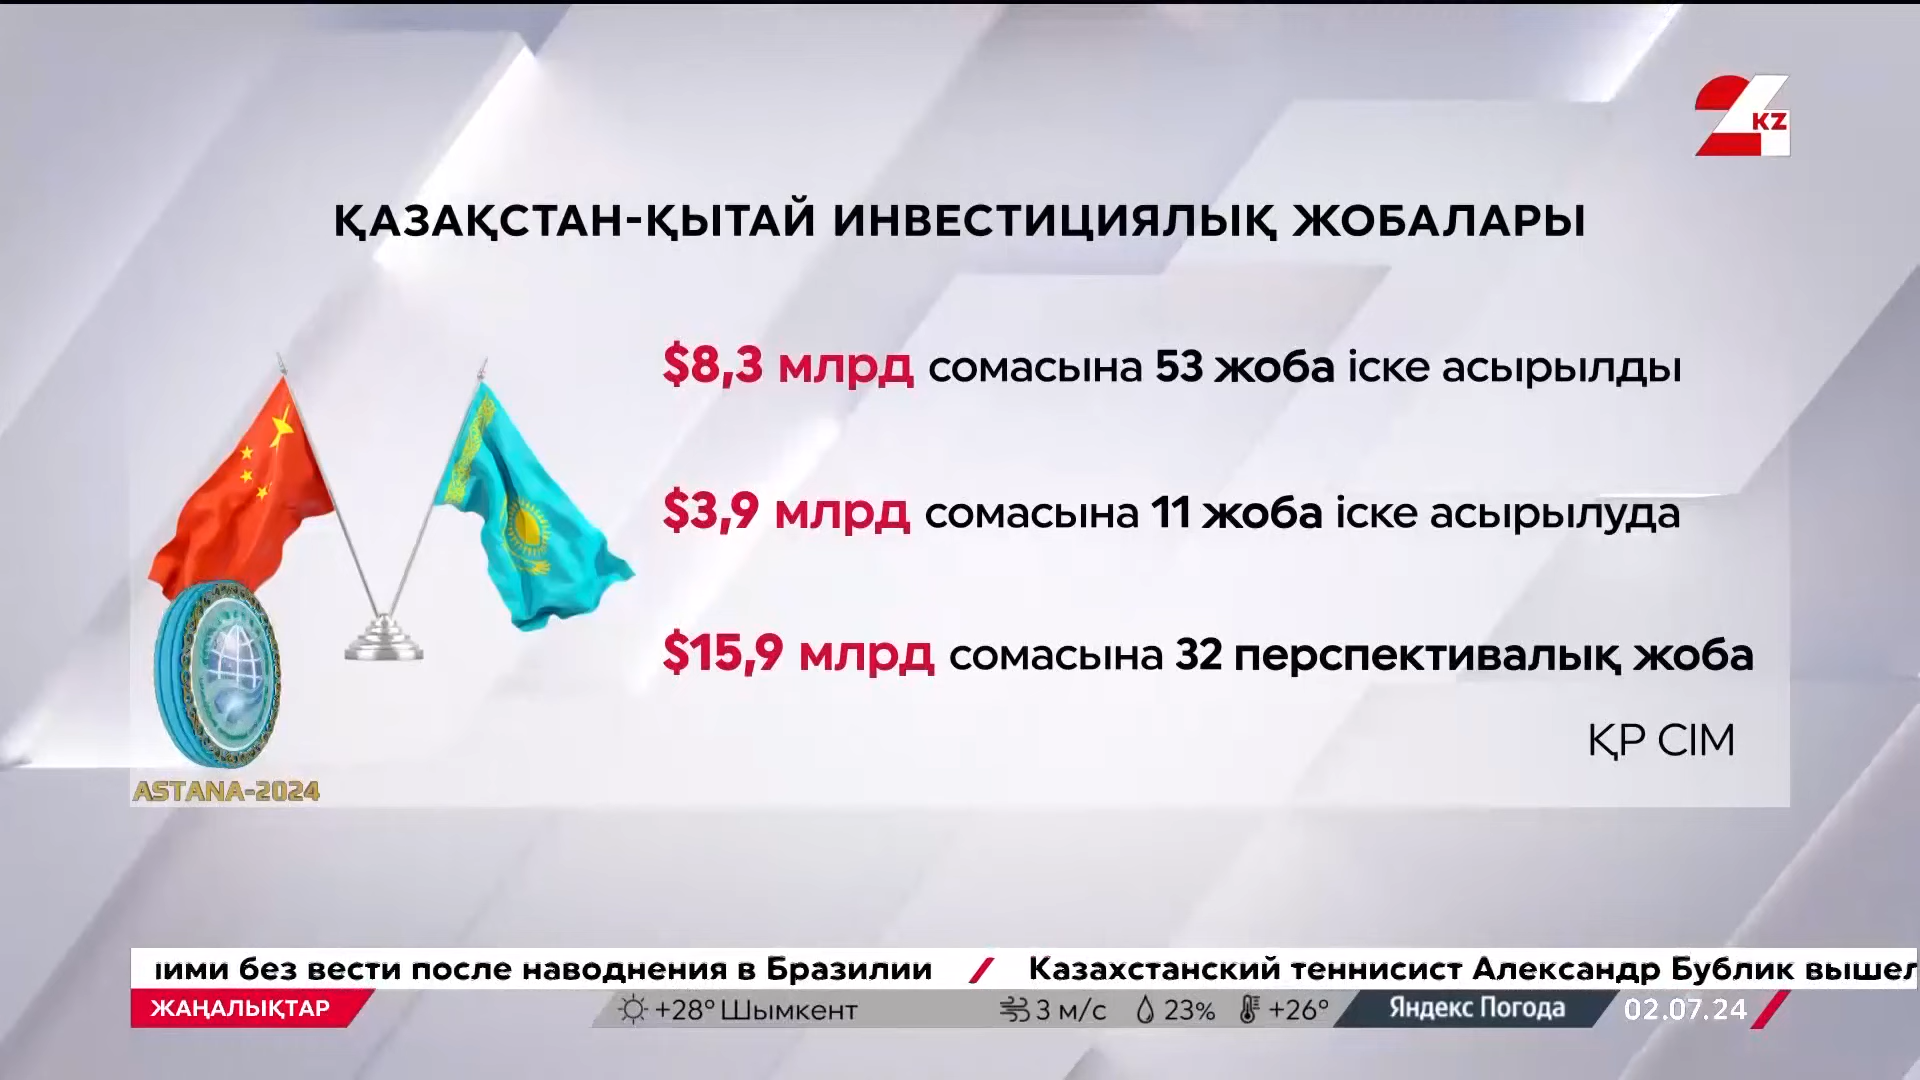 24 KZ
ҚАЗАҚСТАН-ҚЫТАЙ ИНВЕСТИЦИЯЛЫҚ ЖОБАЛАРЫ
$8,3 млрд сомасына 53 жоба іске асырылды
$3,9 млрд сомасына 11 жоба іске асырылуда
$15,9 млрд сомасына 32 перспективалық жоба
ҚР СІМ
ASTANA-2024
без вести после наводнения в Бразилии / Казахстанский теннисист Александр Бублик вышел
ЖАҢАЛЫҚТАР +28° Шымкент 3 м/с 23% +26° Яндекс Погода 02.07.24